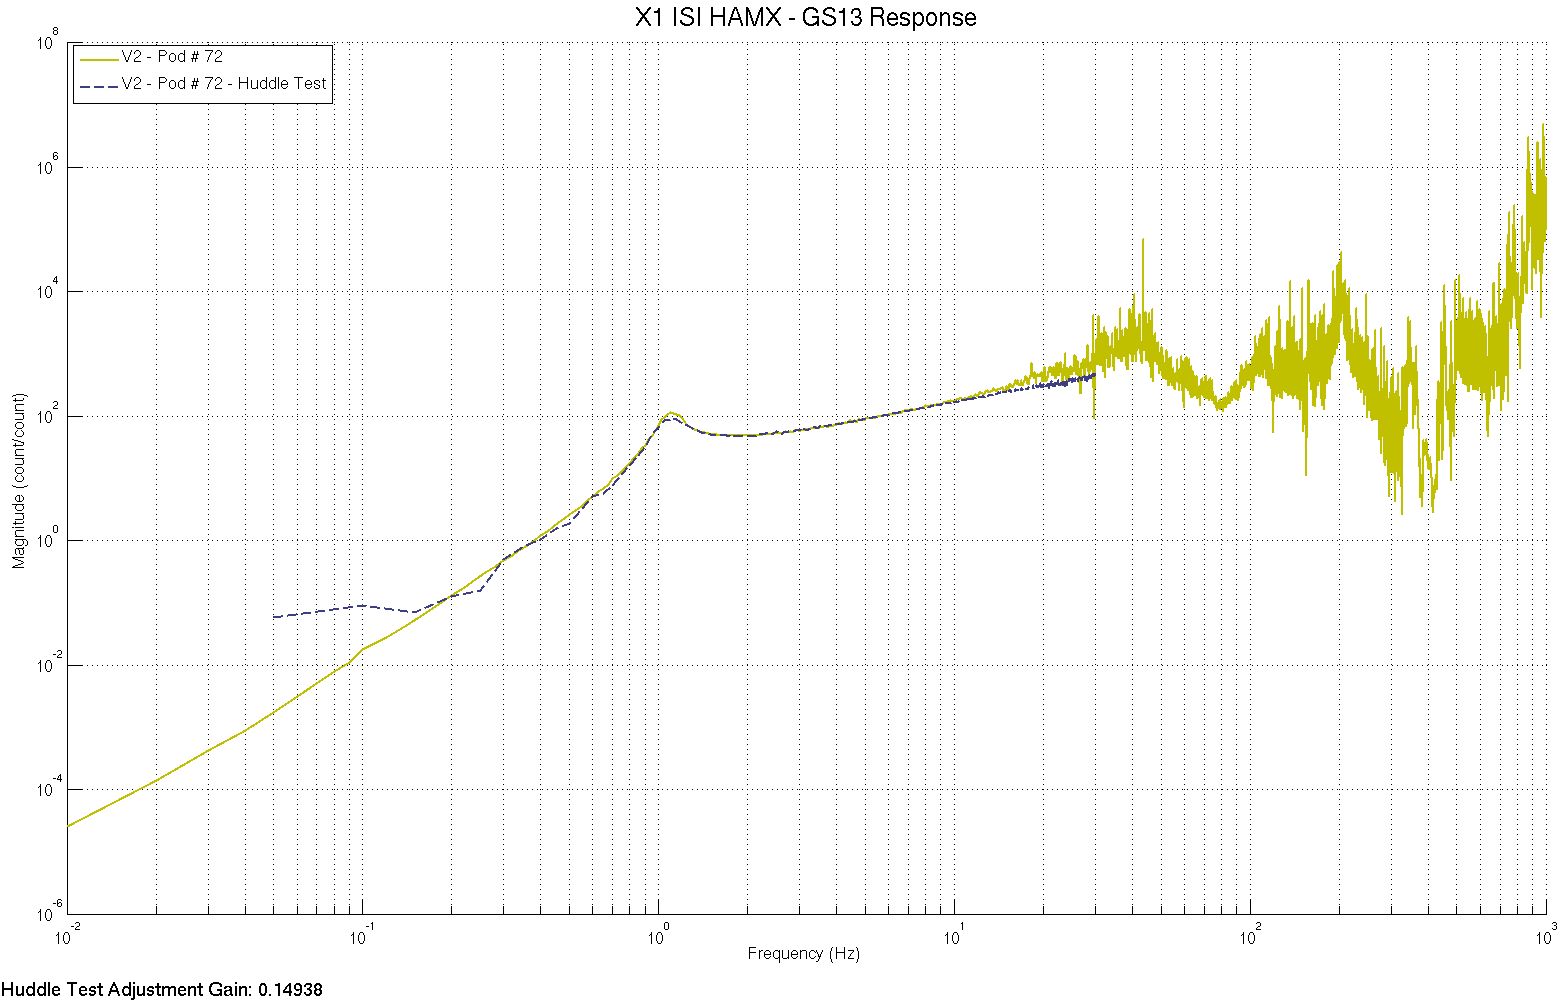 X1 ISI HAMX - GS13 Response
V2 - Pod # 72
V2 - Pod # 72 - Huddle Test
Magnitude (count/count)
10^8
10^6
10^4
10^2
10^0
10^-2
10^-4
10^-6
10^-2 10^-1 10^0 10^1 10^2 10^3
Frequency (Hz)
Huddle Test Adjustment Gain: 0.14938